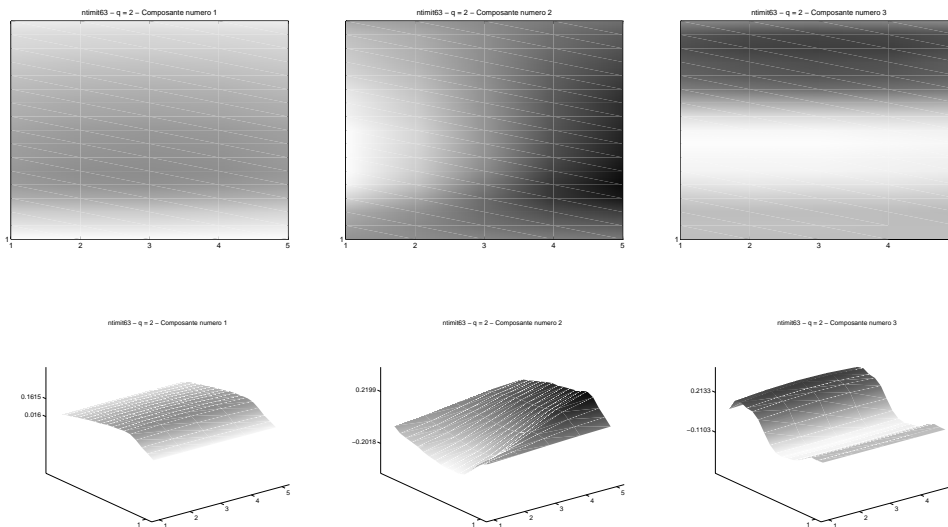 ntimit63 – q = 2 – Composante numero 1
ntimit63 – q = 2 – Composante numero 2
ntimit63 – q = 2 – Composante numero 3
1
1 2 3 4 5
1 2 3 4 5
1
1 2 3 4
ntimit63 – q = 2 – Composante numero 1
ntimit63 – q = 2 – Composante numero 2
ntimit63 – q = 2 – Composante numero 3
0.1615
0.016
1
1 2 3 4 5
0.2199
−0.2018
1
1 2 3 4 5
0.2133
−0.1103
1
1 2 3 4